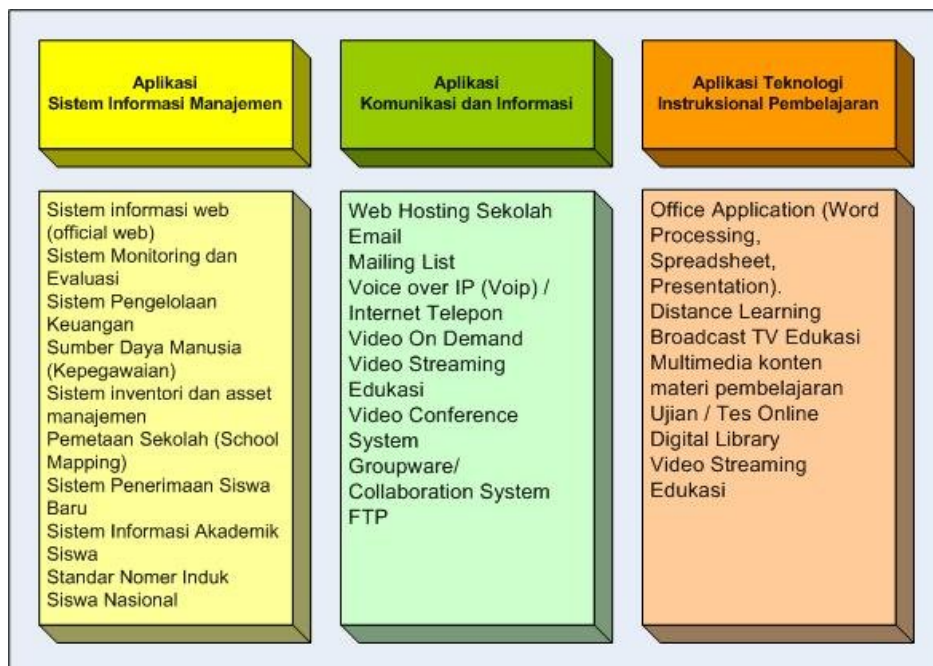 Aplikasi
Sistem Informasi Manajemen
Aplikasi
Komunikasi dan Informasi
Aplikasi Teknologi
Instruksional Pembelajaran
Sistem informasi web
(official web)
Sistem Monitoring dan
Evaluasi
Sistem Pengelolaan
Keuangan
Sumber Daya Manusia
(Kepegawaian)
Sistem inventori dan asset
manajemen
Pemetaan Sekolah (School
Mapping)
Sistem Penerimaan Siswa
Baru
Sistem Informasi Akademik
Siswa
Standar Nomer Induk
Siswa Nasional
Web Hosting Sekolah
Email
Mailing List
Voice over IP (Voip) /
Internet Telepon
Video On Demand
Video Streaming
Edukasi
Video Conference
System
Groupware/
Collaboration System
FTP
Office Application (Word
Processing,
Spreadsheet,
Presentation).
Distance Learning
Broadcast TV Edukasi
Multimedia konten
materi pembelajaran
Ujian / Tes Online
Digital Library
Video Streaming
Edukasi